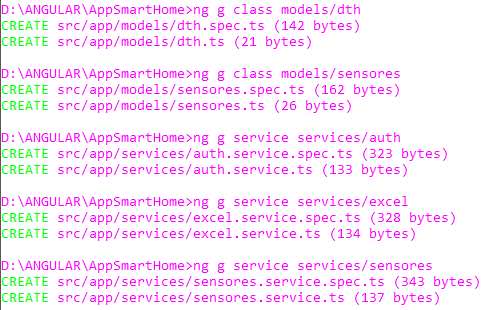 D:\ANGULAR\AppSmartHome>ng g class models/dth
CREATE src/app/models/dth.spec.ts (142 bytes)
CREATE src/app/models/dth.ts (21 bytes)
D:\ANGULAR\AppSmartHome>ng g class models/sensores
CREATE src/app/models/sensores.spec.ts (162 bytes)
CREATE src/app/models/sensores.ts (26 bytes)
D:\ANGULAR\AppSmartHome>ng g service services/auth
CREATE src/app/services/auth.service.spec.ts (323 bytes)
CREATE src/app/services/auth.service.ts (133 bytes)
D:\ANGULAR\AppSmartHome>ng g service services/excel
CREATE src/app/services/excel.service.spec.ts (328 bytes)
CREATE src/app/services/excel.service.ts (134 bytes)
D:\ANGULAR\AppSmartHome>ng g service services/sensores
CREATE src/app/services/sensores.service.spec.ts (343 bytes)
CREATE src/app/services/sensores.service.ts (137 bytes)